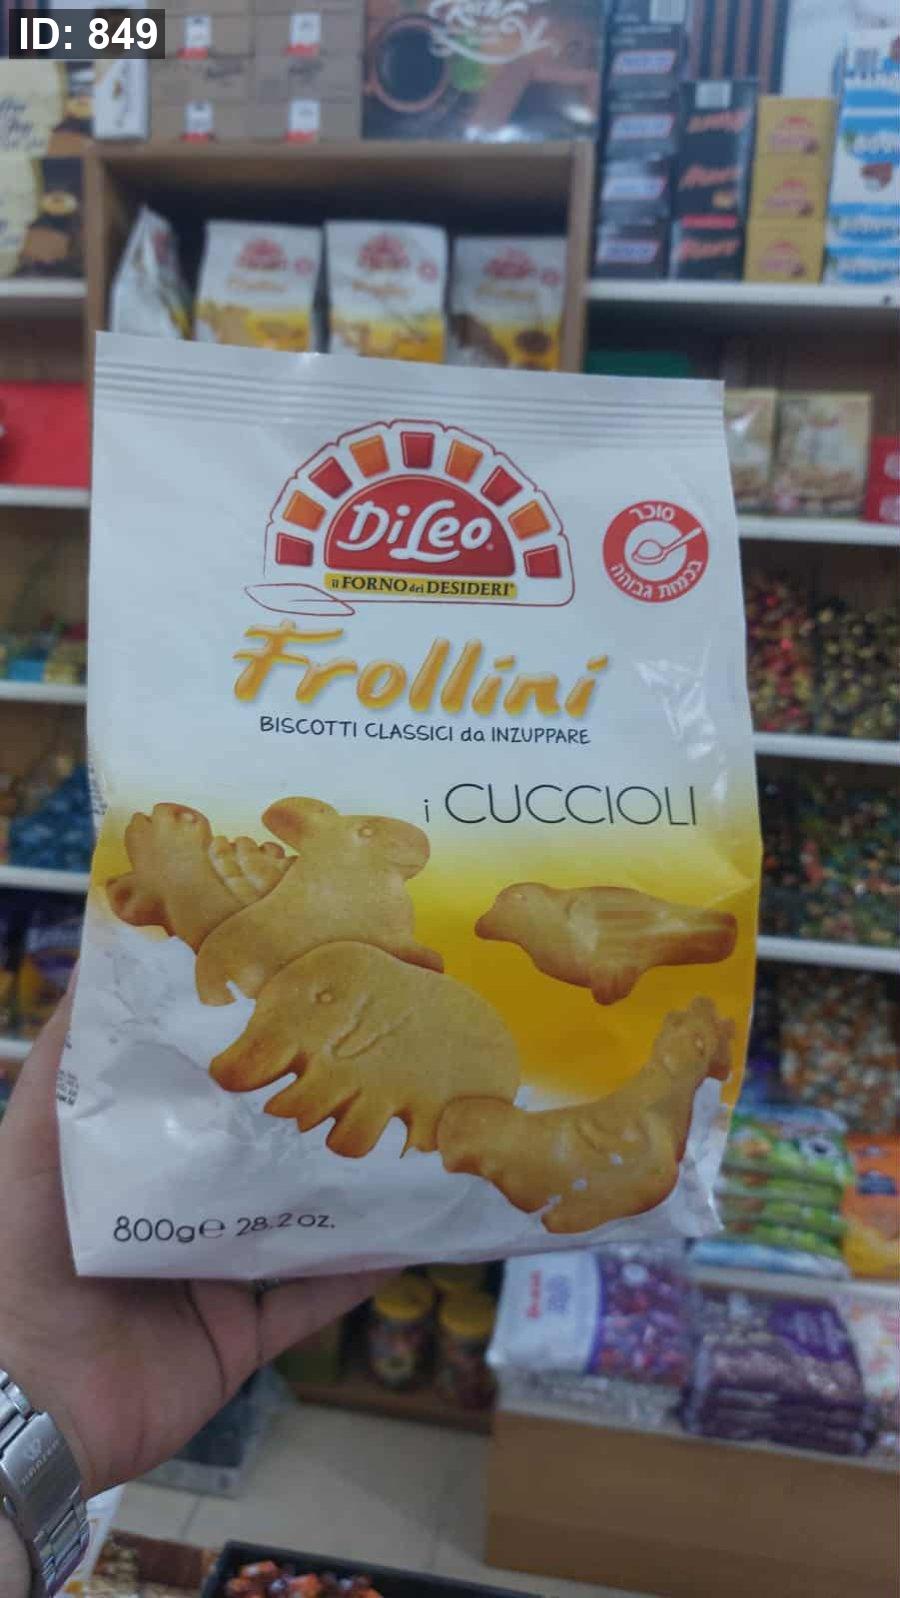 ID: 849
DiLeo
il FORNO dei DESIDERI
סוכר
בכמות גבוהה
Frollini
BISCOTTI CLASSICI da INZUPPARE
i CUCCIOLI
800g℮ 28.2 oz.